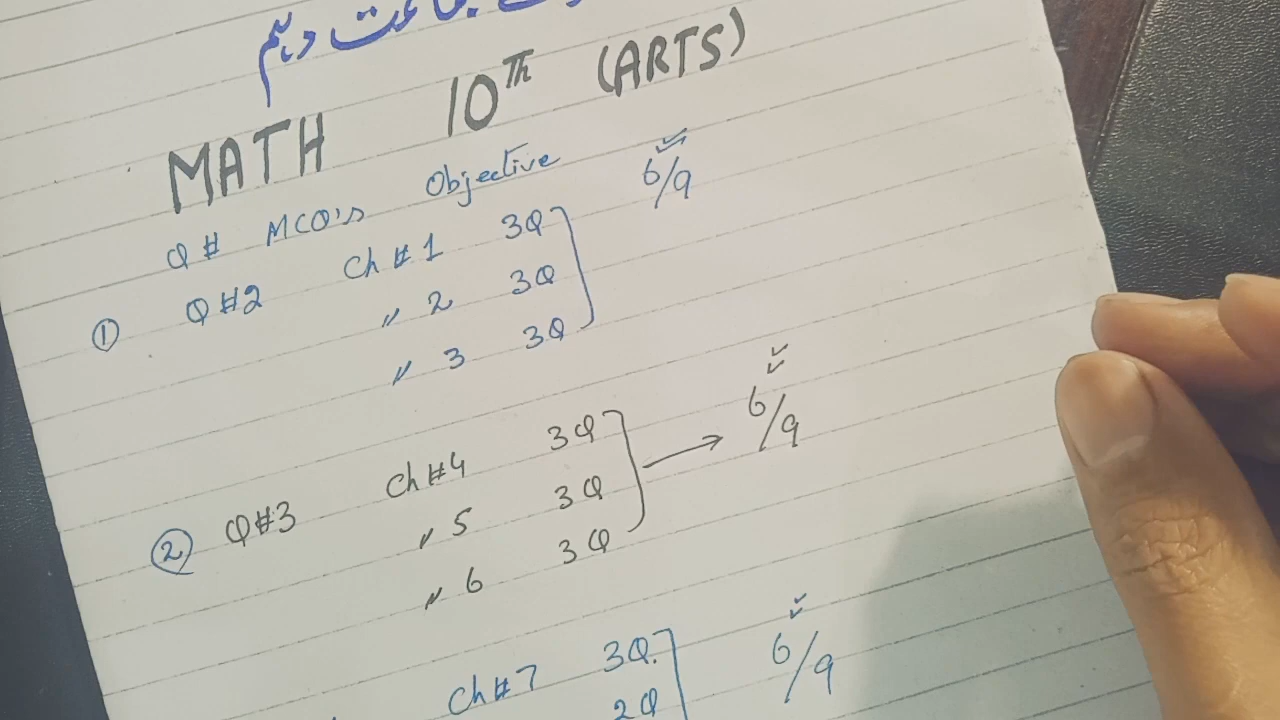 جماعت دہم
MATH 10Th (ARTS)
Q # MCQ's Objective
① Q#2 Ch#1 3Q 6/9
〃 2 3Q
〃 3 3Q
② Q#3 Ch#4 3Q → 6/9
〃 5 3Q
〃 6 3Q
Ch#7 3Q. 6/9
2Q